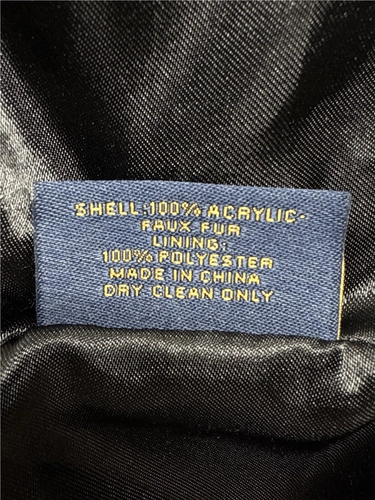 SHELL:100% ACRYLIC-
FAUX FUR
LINING:
100% POLYESTER
MADE IN CHINA
DRY CLEAN ONLY